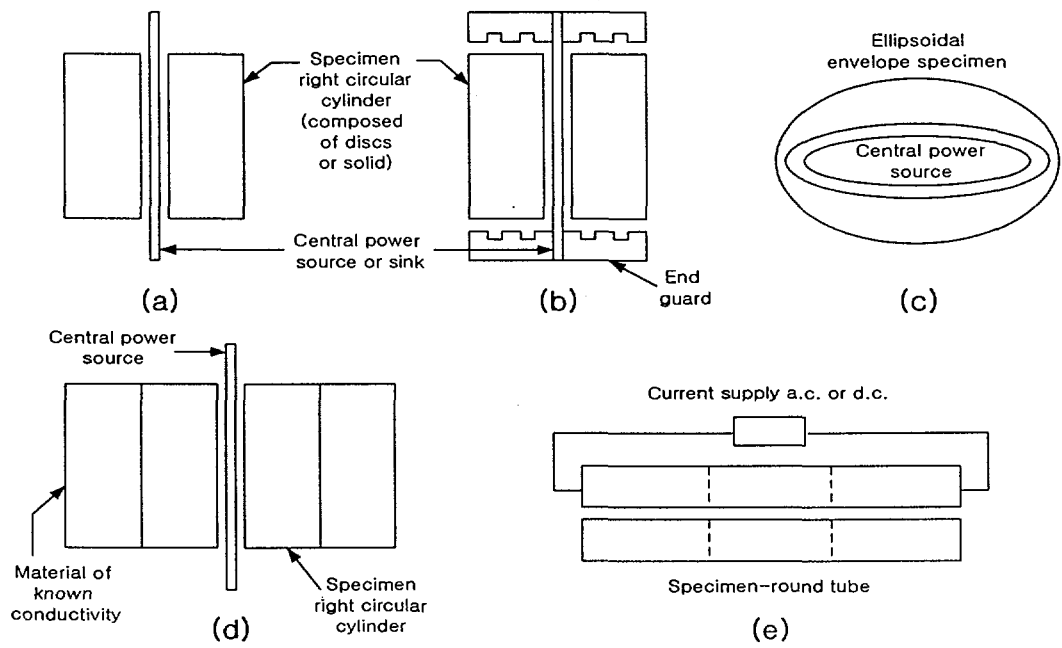 Specimen
right circular
cylinder
(composed
of discs
or solid)
Central power
source or sink
End
guard
(a)
(b)
Ellipsoidal
envelope specimen
Central power
source
(c)
Central power
source
Material of
known
conductivity
Specimen
right circular
cylinder
(d)
Current supply a.c. or d.c.
Specimen-round tube
(e)